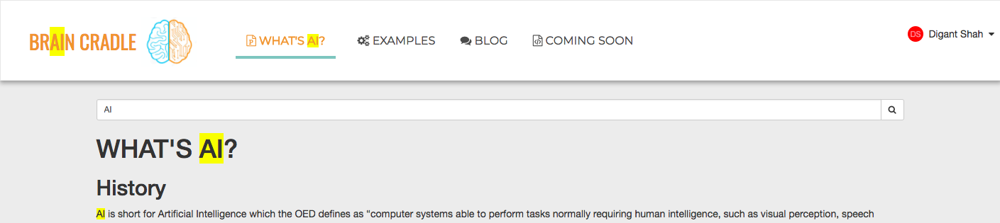 BRAIN CRADLE
WHAT'S AI?
EXAMPLES
BLOG
COMING SOON
DS Digant Shah
AI
WHAT'S AI?
History
AI is short for Artificial Intelligence which the OED defines as “computer systems able to perform tasks normally requiring human intelligence, such as visual perception, speech